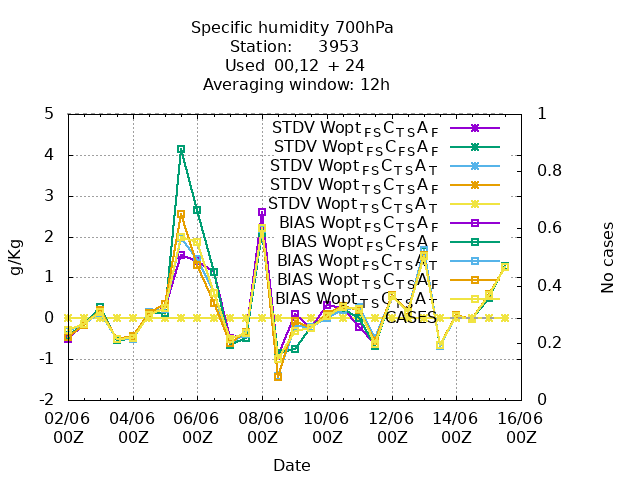 Specific humidity 700hPa
Station: 3953
Used 00,12 + 24
Averaging window: 12h
5
4
3
2
1
0
-1
-2
g/Kg
1
0.8
0.6
0.4
0.2
0
No cases
STDV Wopt FS C TS A F
STDV Wopt FS C FS A F
STDV Wopt FS C TS A T
STDV Wopt TS C TS A F
STDV Wopt TS C TS A T
BIAS Wopt FS C TS A F
BIAS Wopt FS C FS A F
BIAS Wopt FS C TS A T
BIAS Wopt TS C TS A F
BIAS Wopt TS C TS A T
CASES
02/06 04/06 06/06 08/06 10/06 12/06 14/06 16/06
00Z 00Z 00Z 00Z 00Z 00Z 00Z 00Z
Date